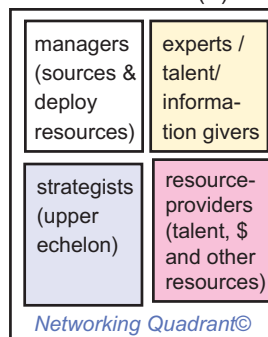 managers
(sources &
deploy
resources)
experts /
talent/
informa-
tion givers
strategists
(upper
echelon)
resource-
providers
(talent, $
and other
resources)
Networking Quadrant©